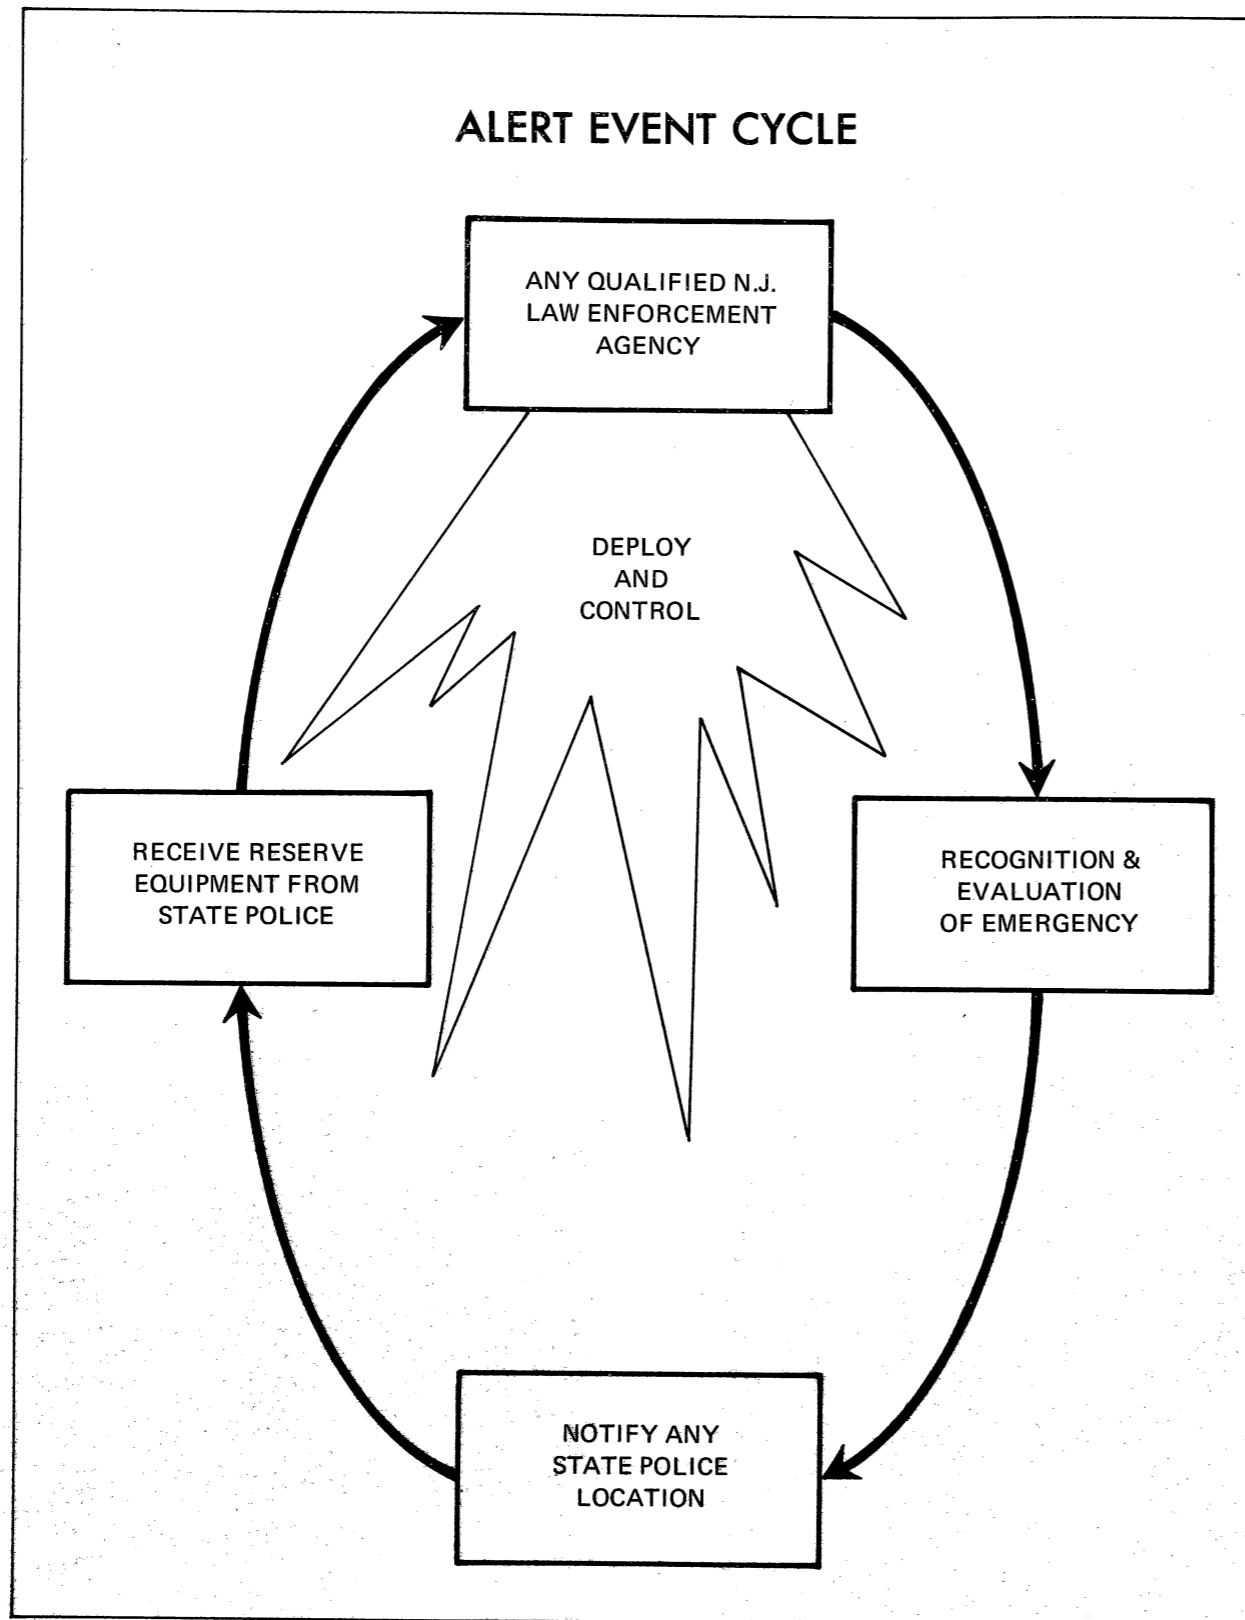 ALERT EVENT CYCLE
ANY QUALIFIED N.J.
LAW ENFORCEMENT
AGENCY
DEPLOY
AND
CONTROL
RECEIVE RESERVE
EQUIPMENT FROM
STATE POLICE
RECOGNITION &
EVALUATION
OF EMERGENCY
NOTIFY ANY
STATE POLICE
LOCATION